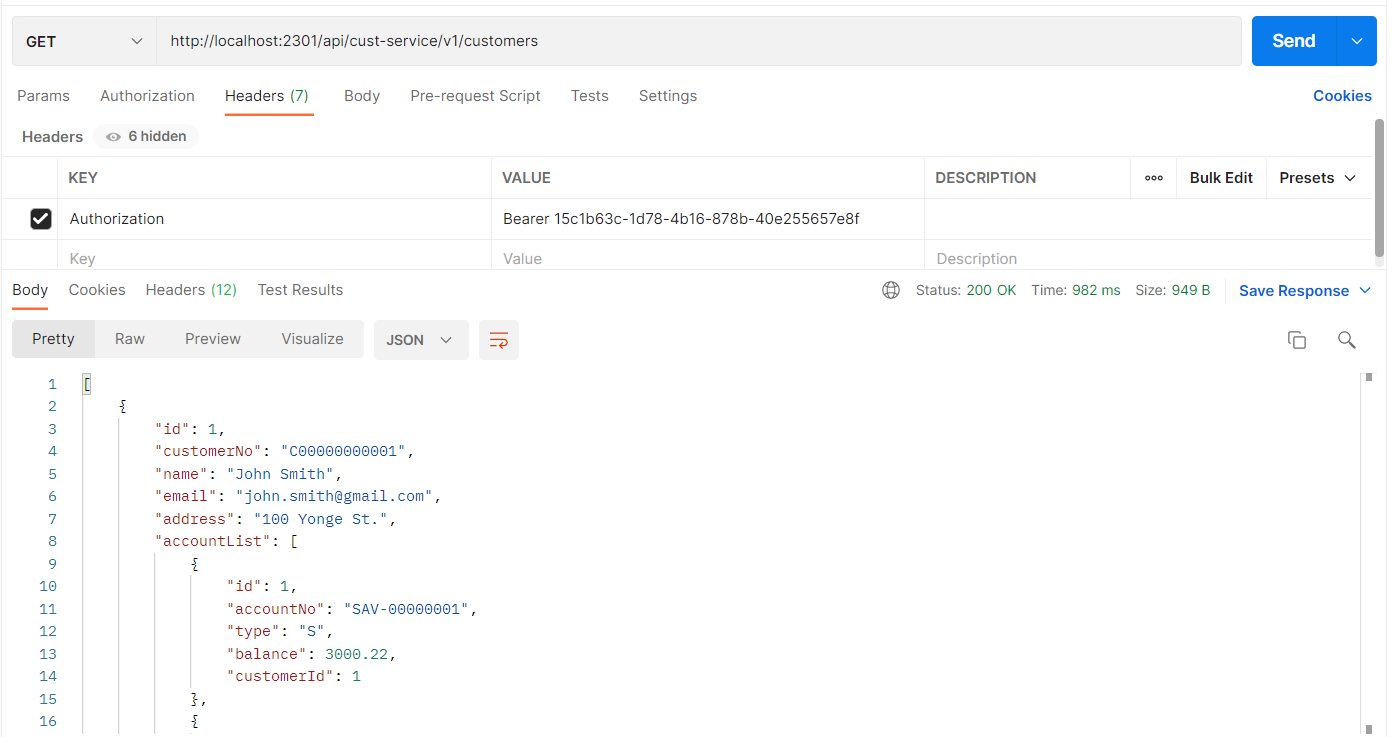 GET http://localhost:2301/api/cust-service/v1/customers Send
Params Authorization Headers (7) Body Pre-request Script Tests Settings Cookies
Headers 6 hidden
KEY VALUE DESCRIPTION ooo Bulk Edit Presets
Authorization Bearer 15c1b63c-1d78-4b16-878b-40e255657e8f
Key Value Description
Body Cookies Headers (12) Test Results Status: 200 OK Time: 982 ms Size: 949 B Save Response
Pretty Raw Preview Visualize JSON
1 [
2 {
3 "id": 1,
4 "customerNo": "C00000000001",
5 "name": "John Smith",
6 "email": "john.smith@gmail.com",
7 "address": "100 Yonge St.",
8 "accountList": [
9 {
10 "id": 1,
11 "accountNo": "SAV-00000001",
12 "type": "S",
13 "balance": 3000.22,
14 "customerId": 1
15 },
16 {